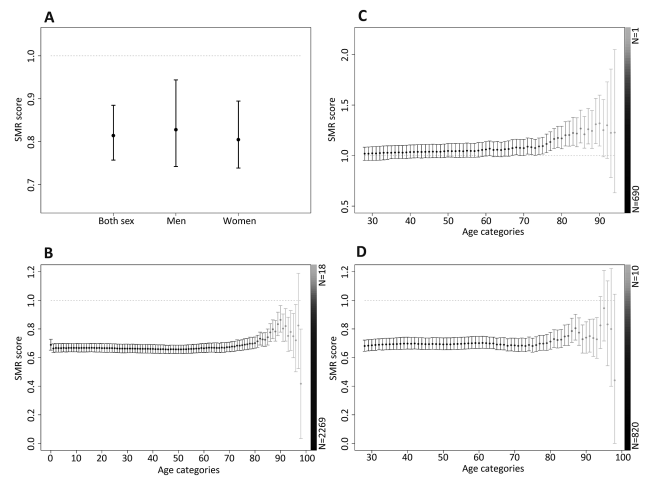 A
SMR score
1.0
0.9
0.8
0.7
Both sex
Men
Women
C
SMR score
2.0
1.5
1.0
0.5
30
40
50
60
70
80
90
Age categories
N=1
N=690
B
SMR score
1.2
1.0
0.8
0.6
0.4
0.2
0.0
0
10
20
30
40
50
60
70
80
90
100
Age categories
N=18
N=2269
D
SMR score
1.2
1.0
0.8
0.6
0.4
0.2
0.0
30
40
50
60
70
80
90
100
Age categories
N=10
N=820